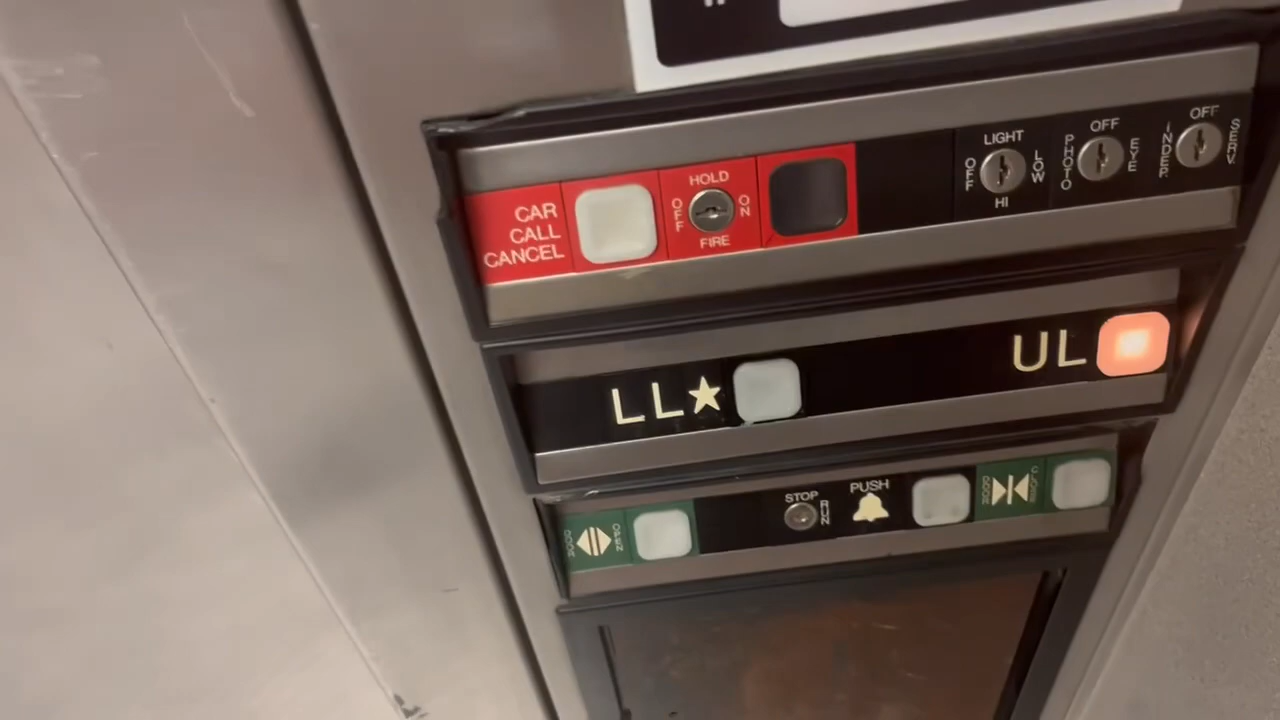 CAR
CALL
CANCEL
HOLD
OFF
ON
FIRE
LIGHT
OFF
LOW
HI
OFF
PHOTO
EYE
OFF
INDEP
SERV
LL★
UL
DOOR
OPEN
STOP
RUN
PUSH
DOOR
CLOSE